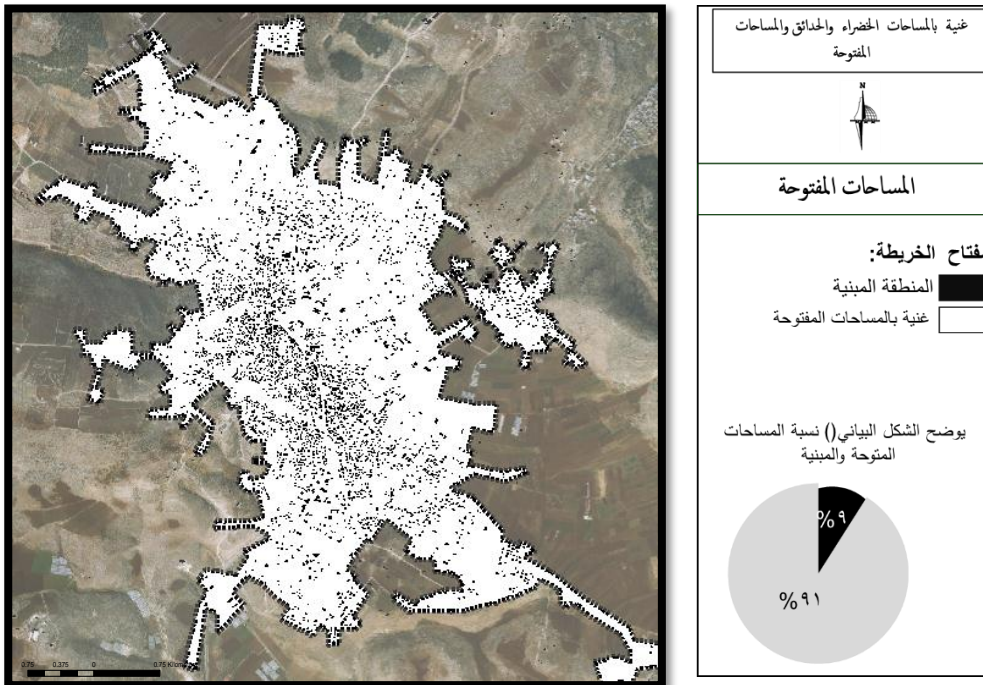 غنية بالمساحات الخضراء والحدائق والمساحات
المفتوحة
N
المساحات المفتوحة
مفتاح الخريطة:
المنطقة المبنية
غنية بالمساحات المفتوحة
يوضح الشكل البياني() نسبة المساحات
المتوحة والمبنية
%٩
%٩١
0.75 0.375 0 0.75 Kilom